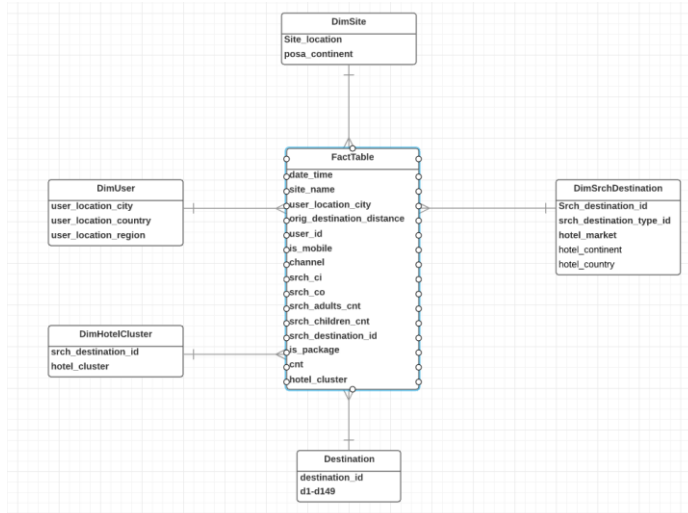 DimSite
Site_location
posa_continent
FactTable
date_time
site_name
user_location_city
orig_destination_distance
user_id
is_mobile
channel
srch_ci
srch_co
srch_adults_cnt
srch_children_cnt
srch_destination_id
is_package
cnt
hotel_cluster
DimUser
user_location_city
user_location_country
user_location_region
DimSrchDestination
Srch_destination_id
srch_destination_type_id
hotel_market
hotel_continent
hotel_country
DimHotelCluster
srch_destination_id
hotel_cluster
Destination
destination_id
d1-d149